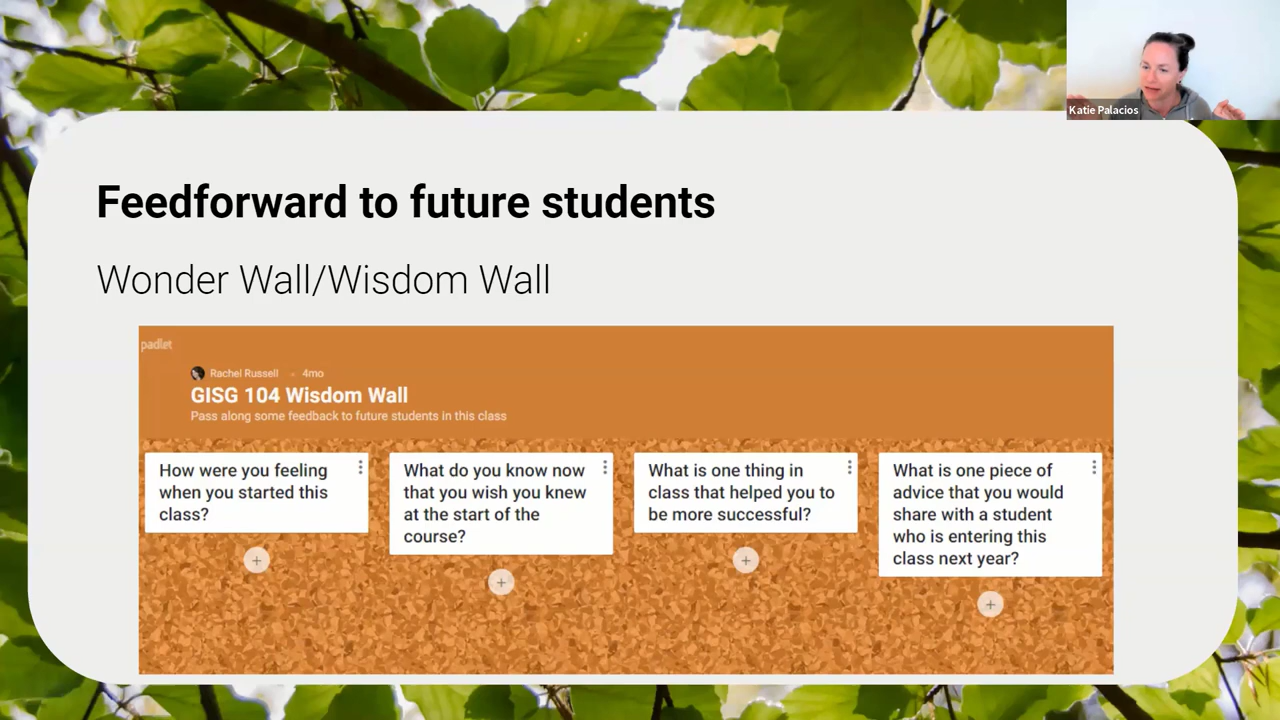 Katie Palacios
Feedforward to future students
Wonder Wall/Wisdom Wall
padlet
Rachel Russell 4mo
GISG 104 Wisdom Wall
Pass along some feedback to future students in this class
How were you feeling
when you started this
class?
What do you know now
that you wish you knew
at the start of the
course?
What is one thing in
class that helped you to
be more successful?
What is one piece of
advice that you would
share with a student
who is entering this
class next year?